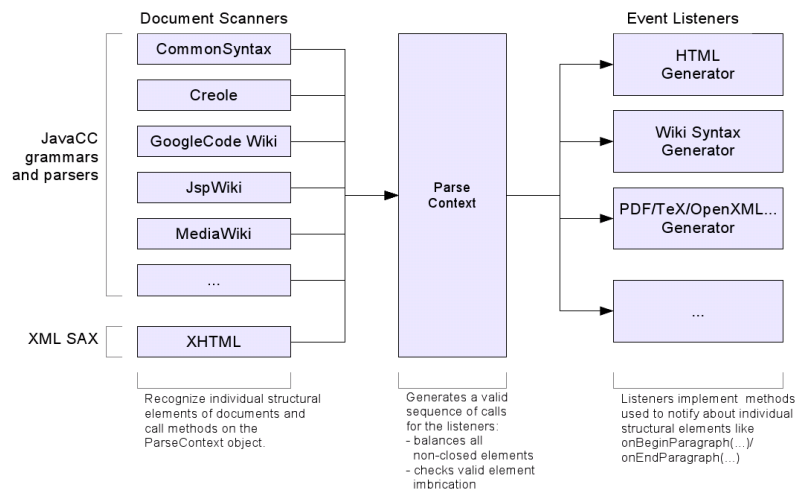 Document Scanners
Event Listeners
CommonSyntax
Creole
GoogleCode Wiki
JspWiki
MediaWiki
...
XHTML
JavaCC
grammars
and parsers
XML SAX
Parse
Context
HTML
Generator
Wiki Syntax
Generator
PDF/TeX/OpenXML...
Generator
...
Recognize individual structural
elements of documents and
call methods on the
ParseContext object.
Generates a valid
sequence of calls
for the listeners:
- balances all
non-closed elements
- checks valid element
imbrication
Listeners implement methods
used to notify about individual
structural elements like
onBeginParagraph(...)/
onEndParagraph(...)